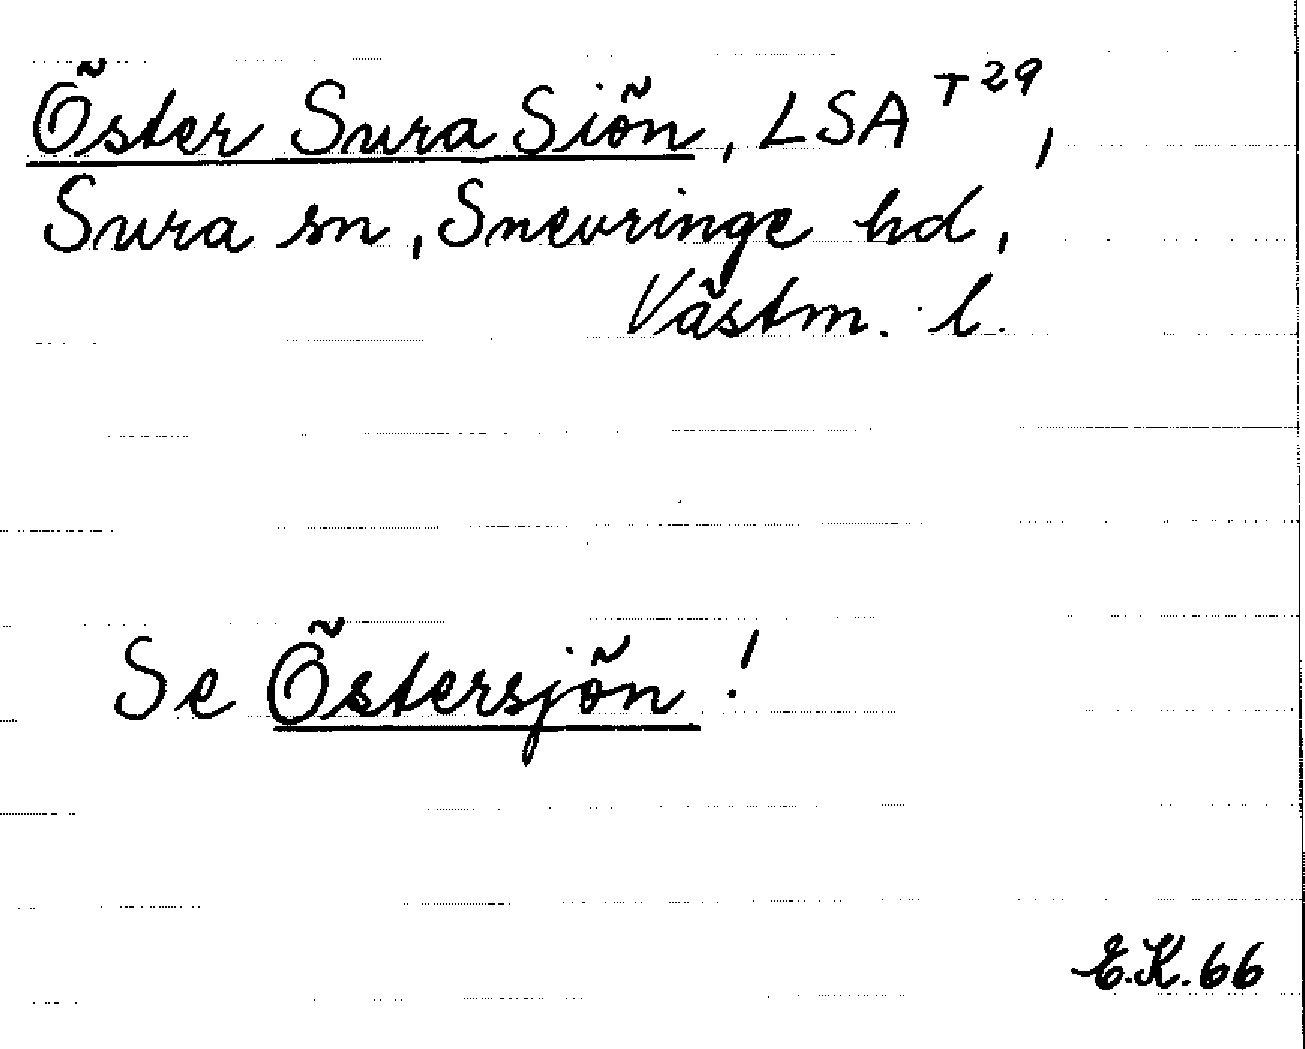 Öster Sura Siön, LSA T29,
Sura sn, Snevringe hd,
Västm. l.
Se Östersjön!
E.K.66